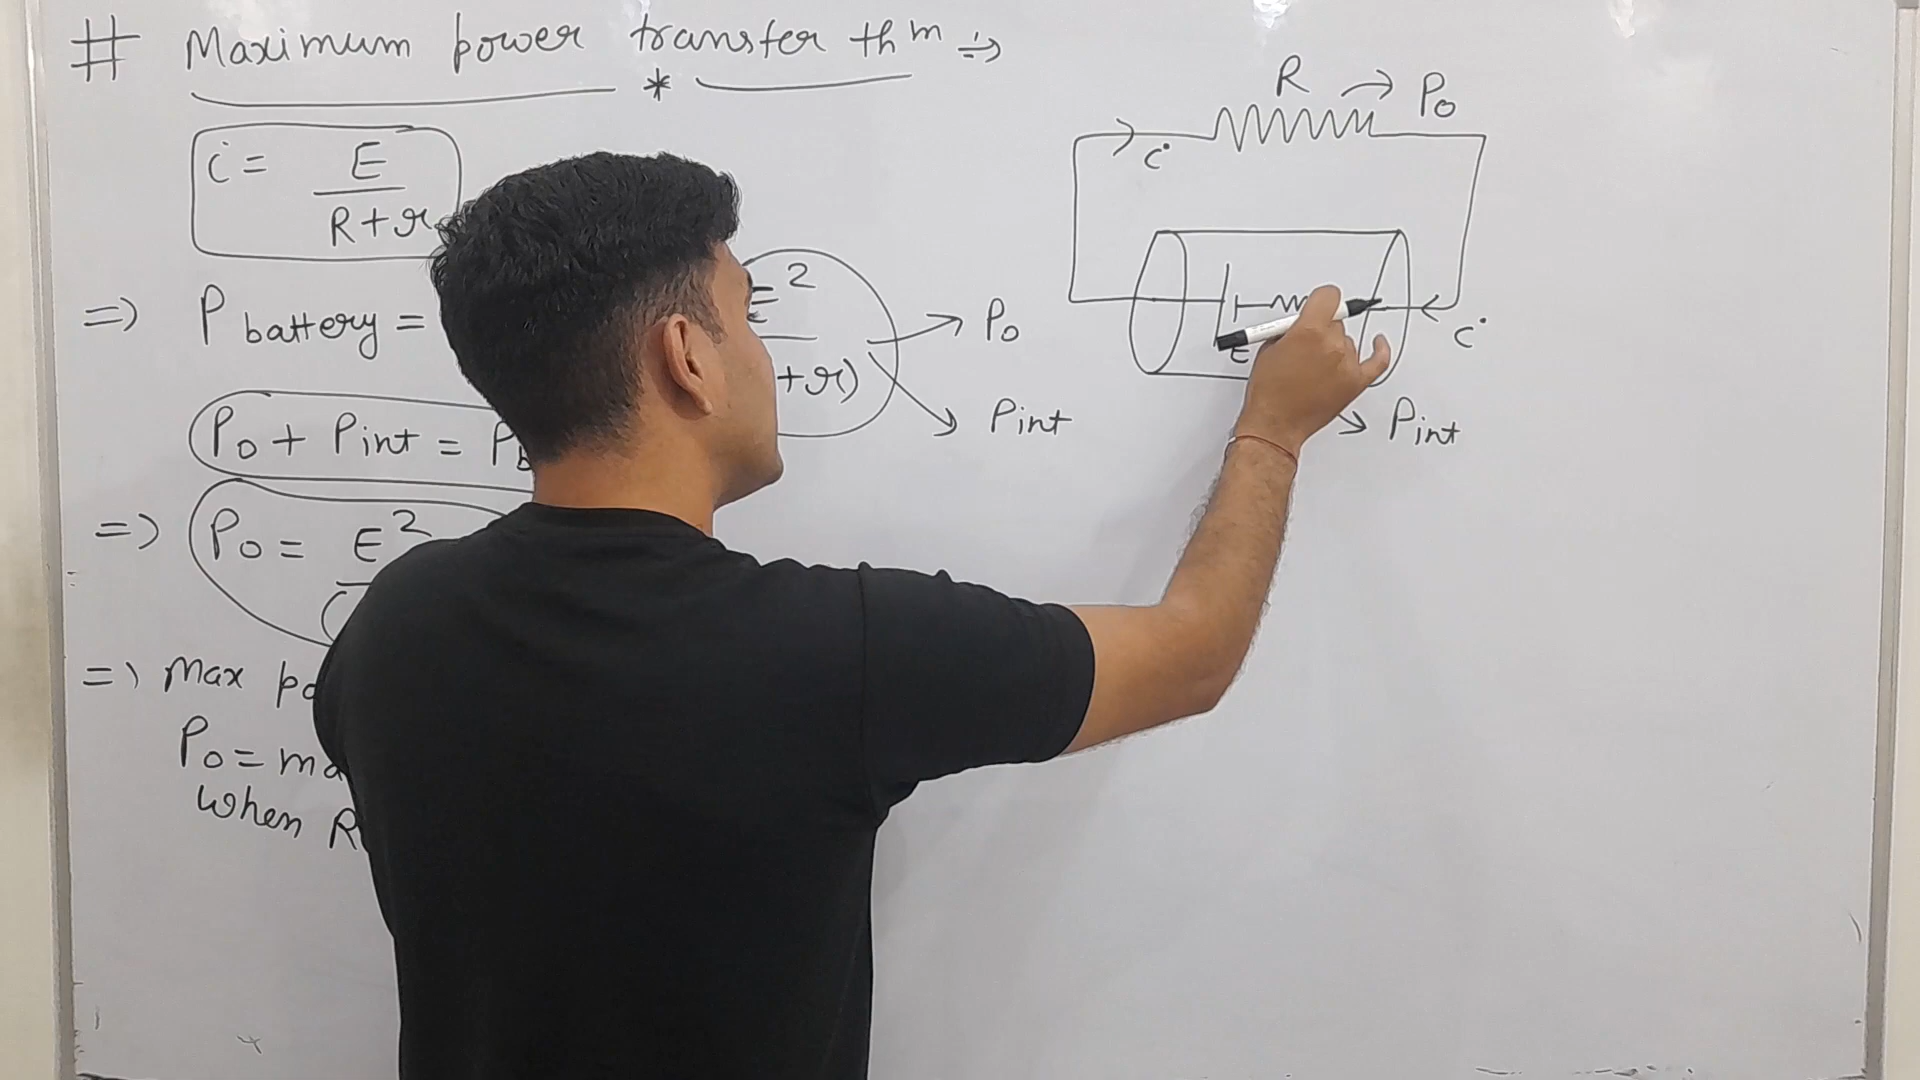 # Maximum power transfer thm ÷>
*
i = E
R+r
=> P battery =
E 2
+r)
Po
Pint
Po + Pint = Pb
=> Po = E2
(
=> Max po
Po = ma
when R
R → Po
i
E
i
Pint